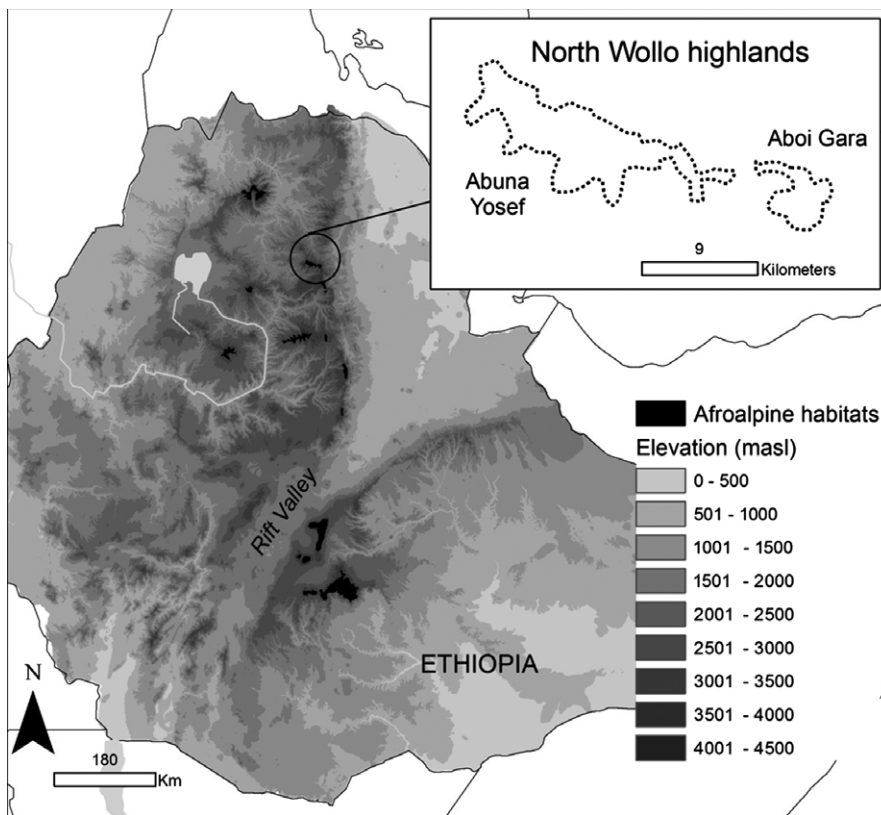 North Wollo highlands
Aboi Gara
Abuna
Yosef
9
Kilometers
Afroalpine habitats
Elevation (masl)
0 - 500
501 - 1000
1001 - 1500
1501 - 2000
2001 - 2500
2501 - 3000
3001 - 3500
3501 - 4000
4001 - 4500
Rift Valley
ETHIOPIA
N
180
Km